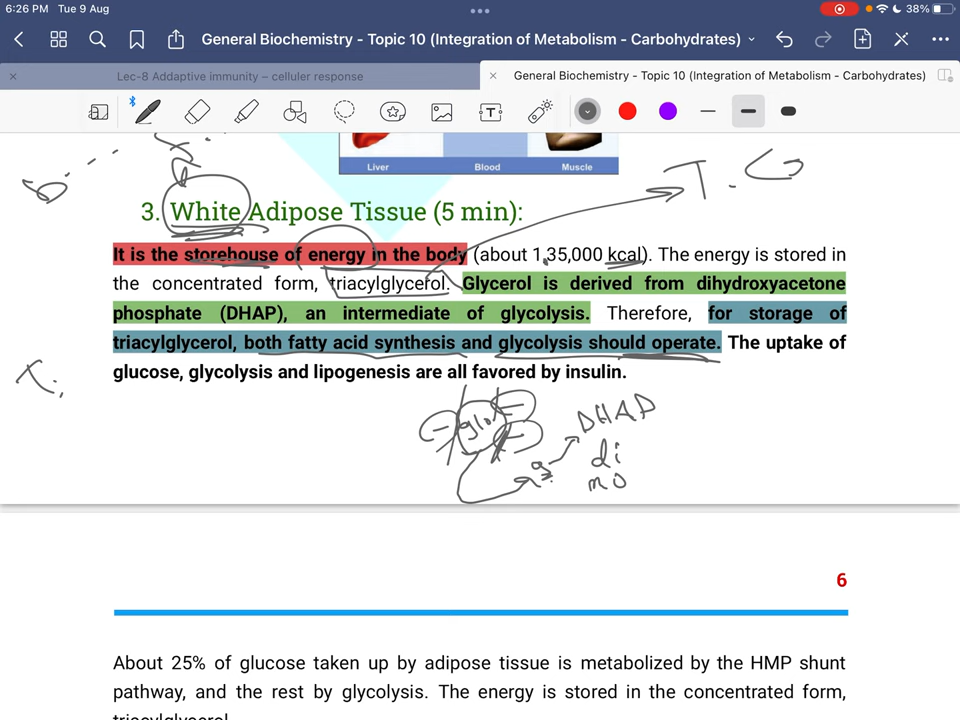 6:26 PM Tue 9 Aug
38%
General Biochemistry - Topic 10 (Integration of Metabolism - Carbohydrates)
Lec-8 Addaptive immunity – celluler response
General Biochemistry - Topic 10 (Integration of Metabolism - Carbohydrates)
Liver Blood Muscle
T.G
3. White Adipose Tissue (5 min):
It is the storehouse of energy in the body (about 1,35,000 kcal). The energy is stored in
the concentrated form, triacylglycerol. Glycerol is derived from dihydroxyacetone
phosphate (DHAP), an intermediate of glycolysis. Therefore, for storage of
triacylglycerol, both fatty acid synthesis and glycolysis should operate. The uptake of
glucose, glycolysis and lipogenesis are all favored by insulin.
DHAP
di
mo
6
About 25% of glucose taken up by adipose tissue is metabolized by the HMP shunt
pathway, and the rest by glycolysis. The energy is stored in the concentrated form,
triacylglycerol